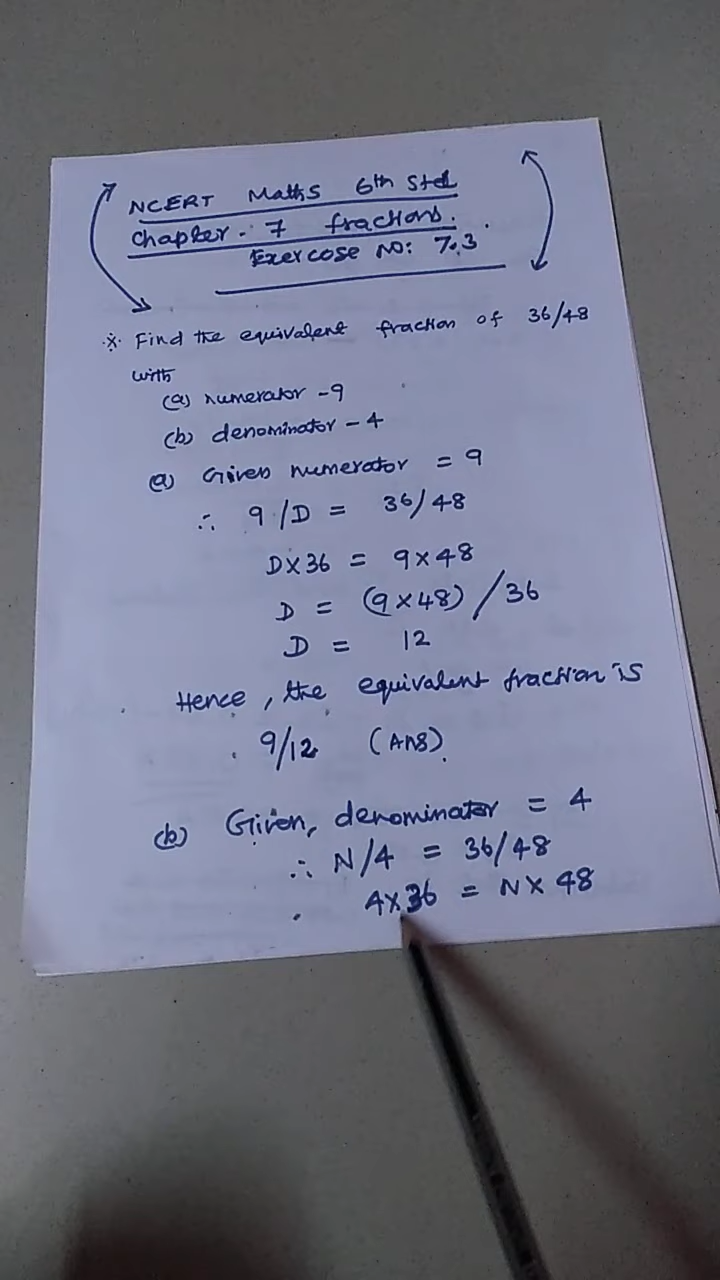 NCERT Maths 6th Std
Chapter. 7 fractions.
Exercose NO: 7.3
Find the equivalent fraction of 36/48
with
(a) numerator - 9
(b) denominator - 4
(a) Given numerator = 9
∴ 9/D = 36/48
D×36 = 9×48
D = (9×48)/36
D = 12
Hence, the equivalent fraction is
9/12 (Ans).
(b) Given, denominator = 4
∴ N/4 = 36/48
4×36 = N×48